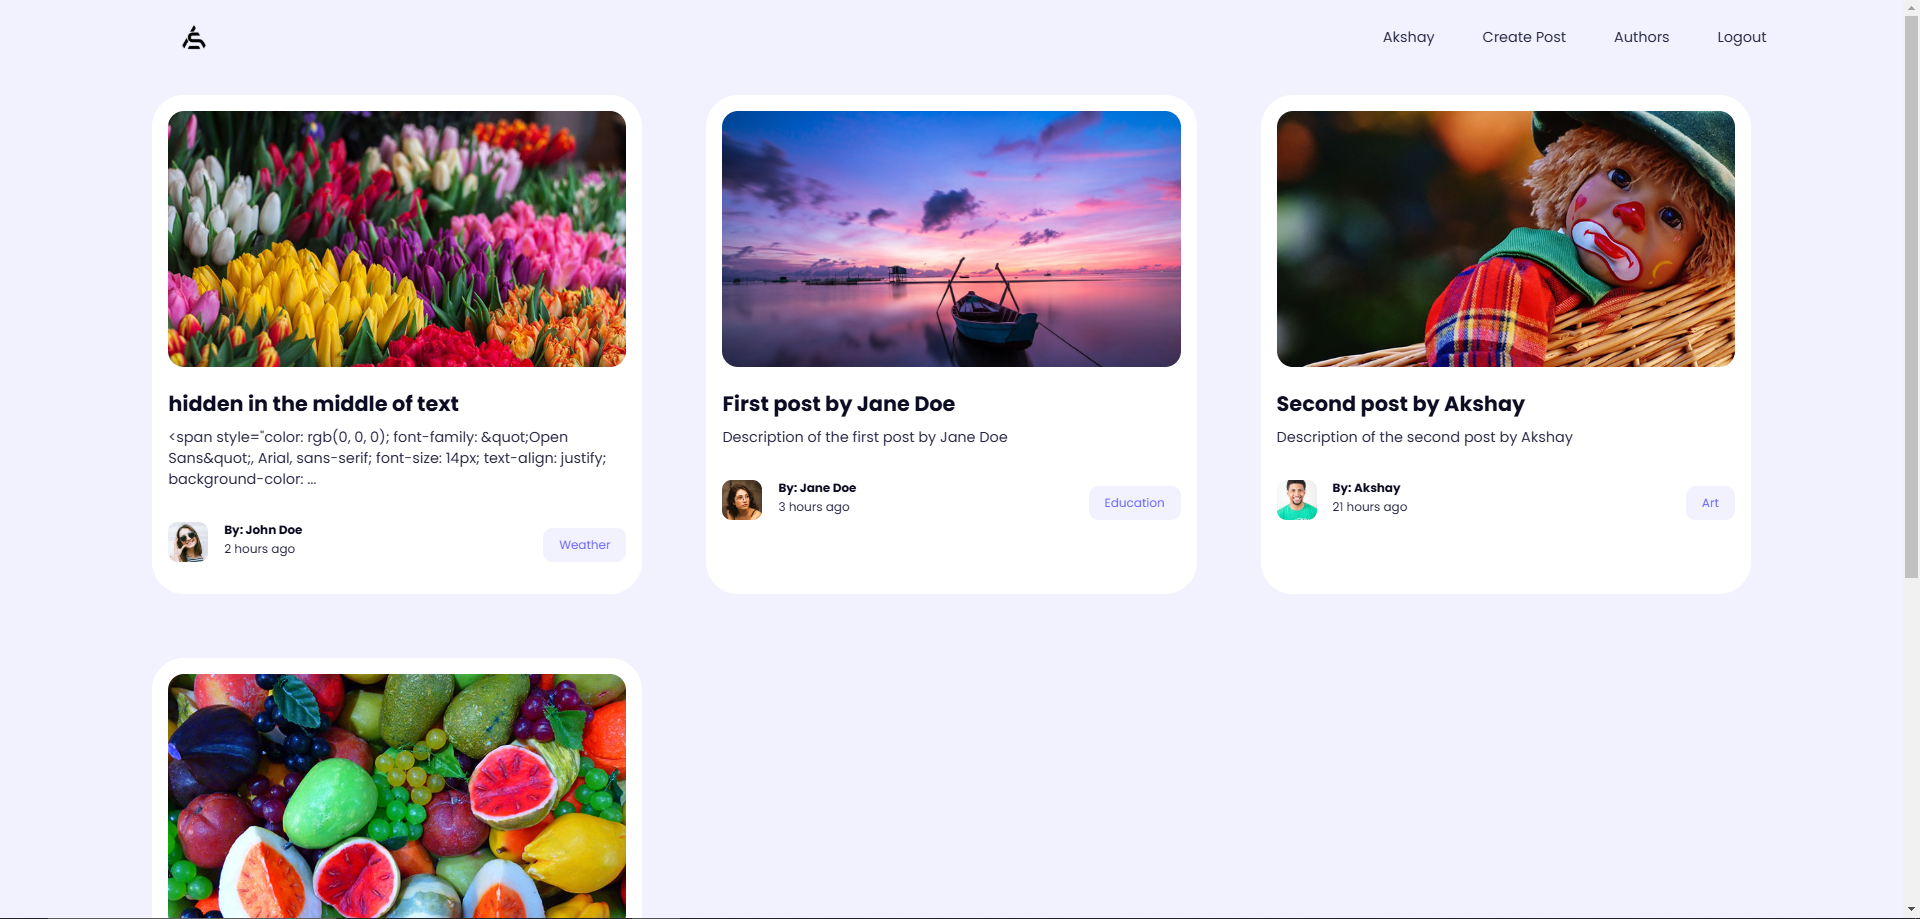 Akshay Create Post Authors Logout
hidden in the middle of text
<span style="color: rgb(0, 0, 0); font-family: &quot;Open
Sans&quot;, Arial, sans-serif; font-size: 14px; text-align: justify;
background-color: ...
By: John Doe
2 hours ago
Weather
First post by Jane Doe
Description of the first post by Jane Doe
By: Jane Doe
3 hours ago
Education
Second post by Akshay
Description of the second post by Akshay
By: Akshay
21 hours ago
Art